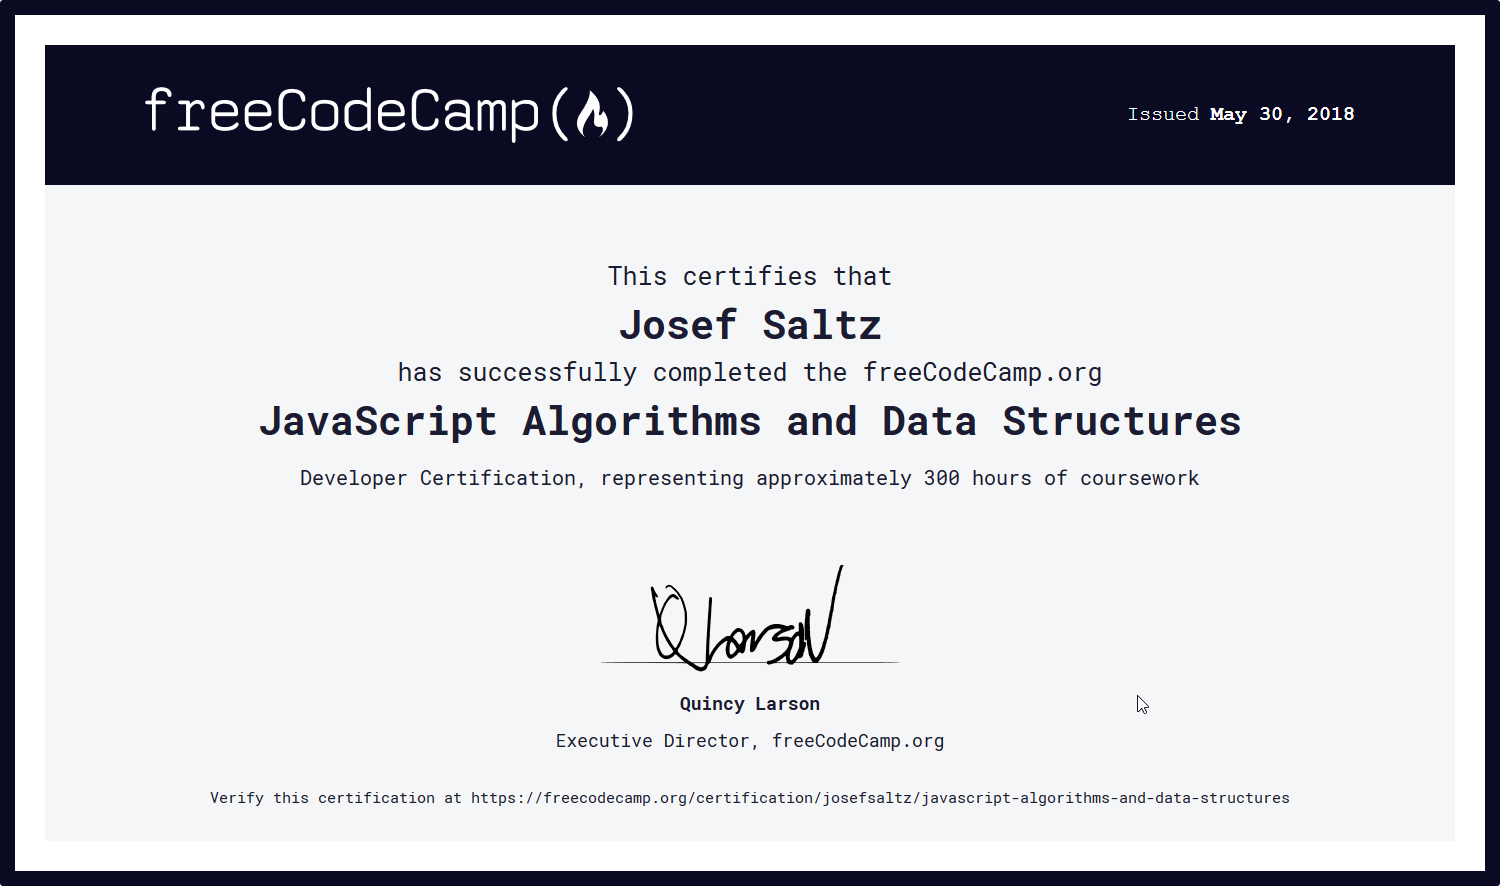 freeCodeCamp(🔥)
Issued May 30, 2018
This certifies that
Josef Saltz
has successfully completed the freeCodeCamp.org
JavaScript Algorithms and Data Structures
Developer Certification, representing approximately 300 hours of coursework
QLarson
Quincy Larson
Executive Director, freeCodeCamp.org
Verify this certification at https://freecodecamp.org/certification/josefsaltz/javascript-algorithms-and-data-structures